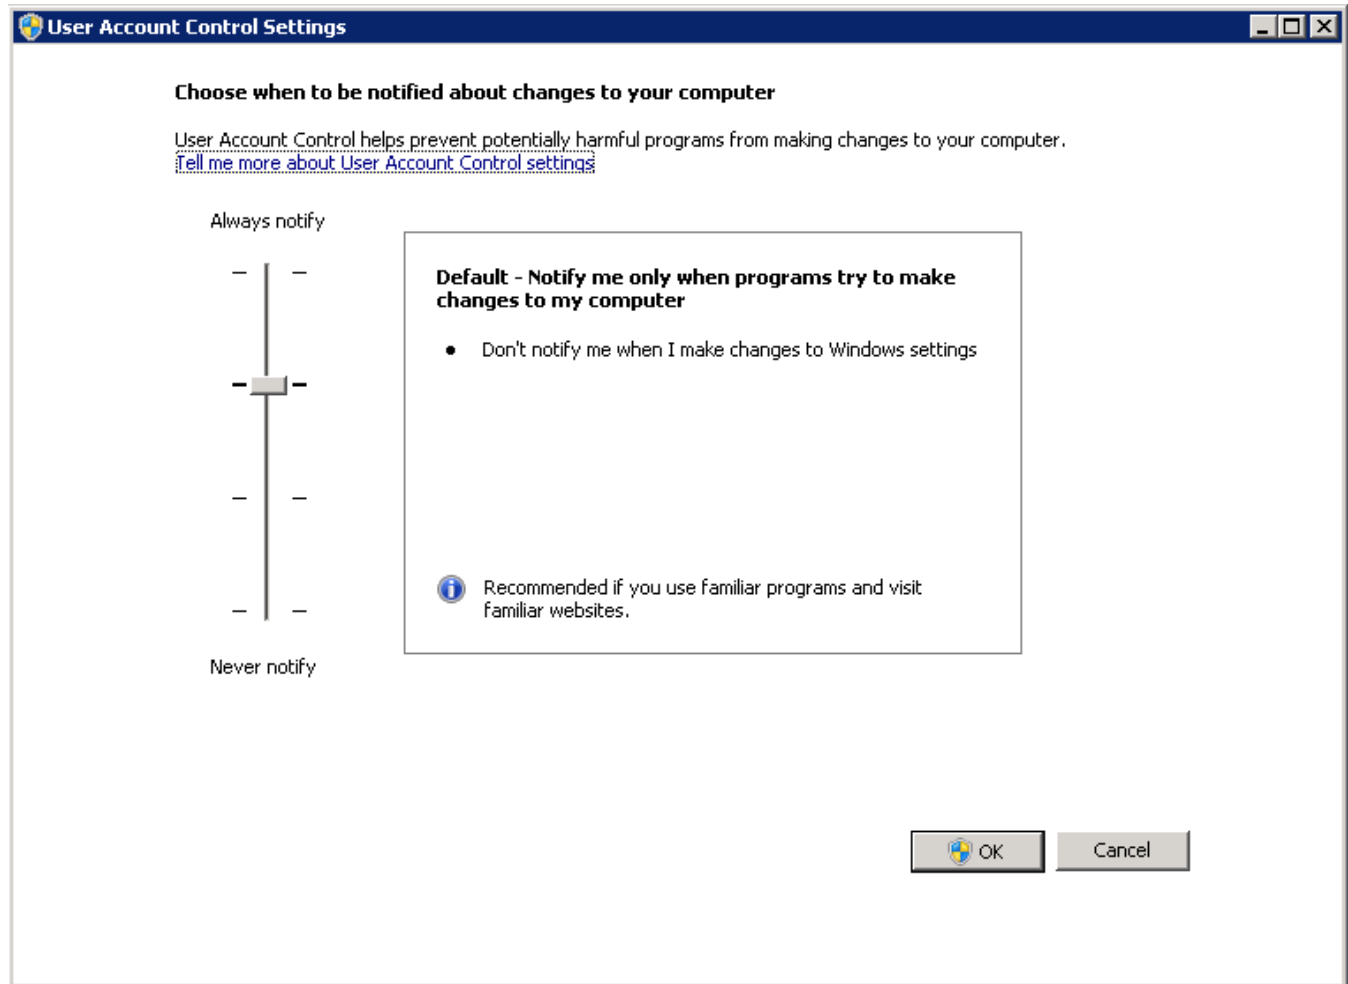 User Account Control Settings
Choose when to be notified about changes to your computer
User Account Control helps prevent potentially harmful programs from making changes to your computer.
Tell me more about User Account Control settings
Always notify
Default - Notify me only when programs try to make
changes to my computer
• Don't notify me when I make changes to Windows settings
Recommended if you use familiar programs and visit
familiar websites.
Never notify
OK
Cancel